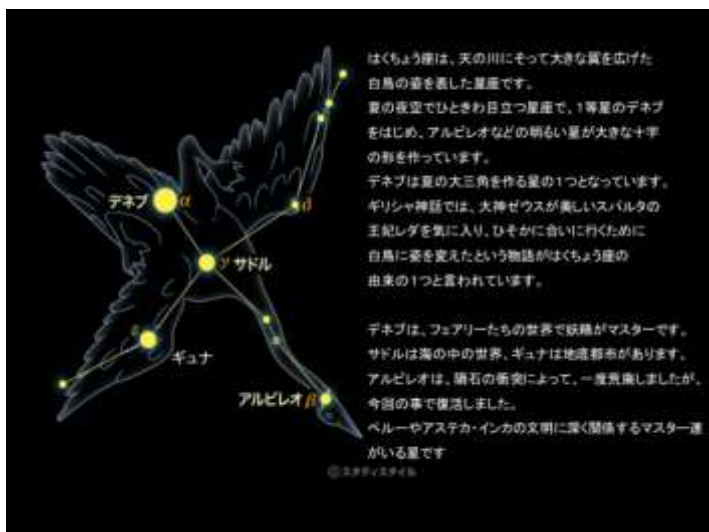 はくちょう座は、天の川にそって大きな翼を広げた
白鳥の姿を表した星座です。
夏の夜空でひときわ目立つ星座で、1等星のデネブ
をはじめ、アルビレオなどの明るい星が大きな十字
の形を作っています。
デネブは夏の大三角を作る星の1つとなっています。
ギリシャ神話では、大神ゼウスが美しいスパルタの
王妃レダを気に入り、ひそかに合いに行くために
白鳥に姿を変えたという物語がはくちょう座の
由来の1つと言われています。
デネブは、フェアリーたちの世界で妖精がマスターです。
サドルは海の中の世界、ギュナは地底都市があります。
アルビレオは、隕石の衝突によって、一度荒廃しましたが、
今回の事で復活しました。
ペルーやアステカ・インカの文明に深く関係するマスター達
がいる星です
デネブ α
δ
γ サドル
ε
ギュナ
アルビレオ β
Ⓒスタディスタイル